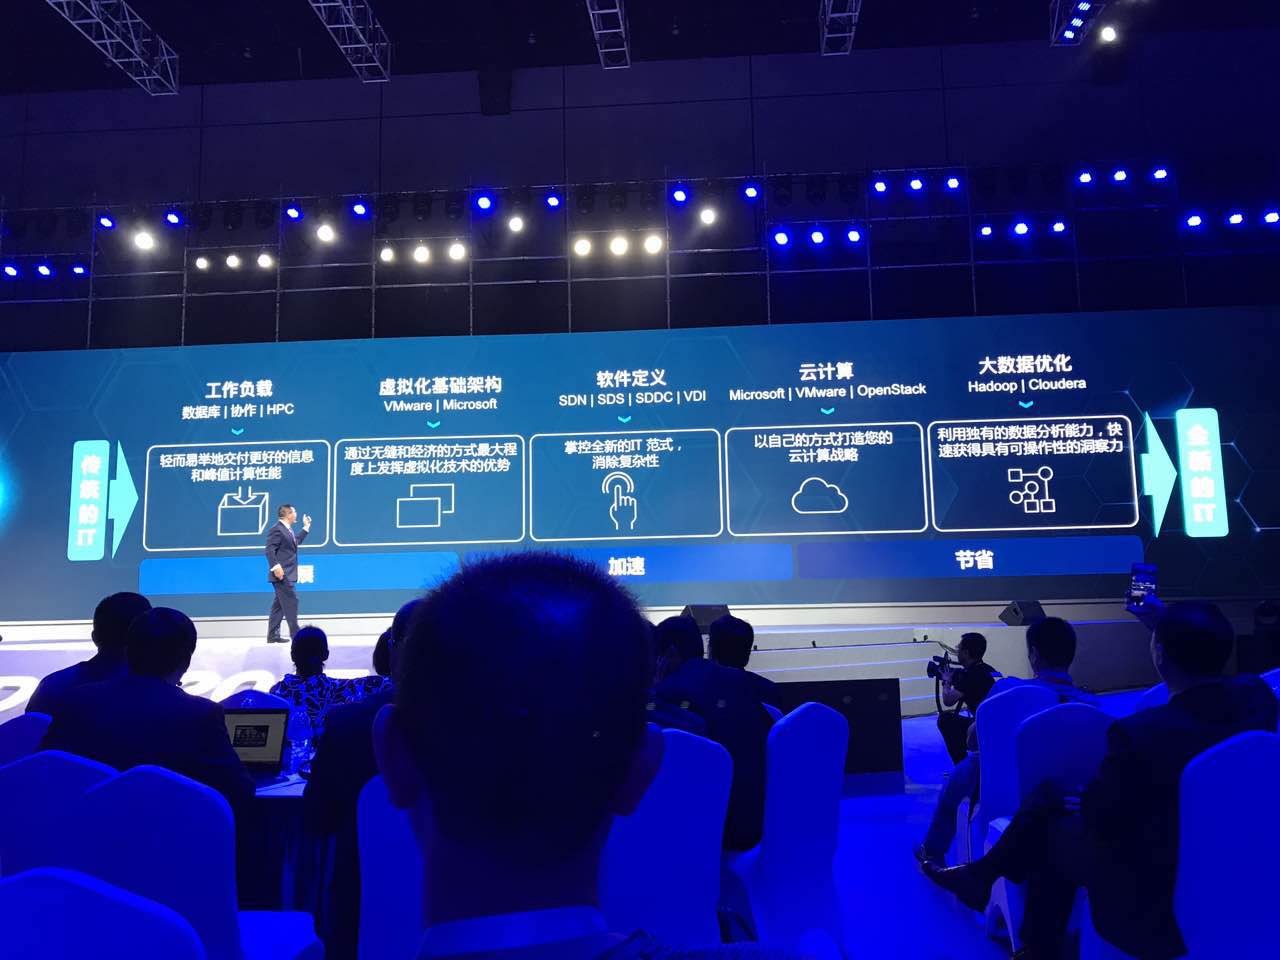 工作负载
数据库 | 协作 | HPC
虚拟化基础架构
VMware | Microsoft
软件定义
SDN | SDS | SDDC | VDI
云计算
Microsoft | VMware | OpenStack
大数据优化
Hadoop | Cloudera
传统的IT
轻而易举地交付更好的信息
和峰值计算性能
通过无缝和经济的方式最大程
度上发挥虚拟化技术的优势
掌控全新的IT 范式，
消除复杂性
以自己的方式打造您的
云计算战略
利用独有的数据分析能力，快
速获得具有可操作性的洞察力
全新的IT
展
加速
节省